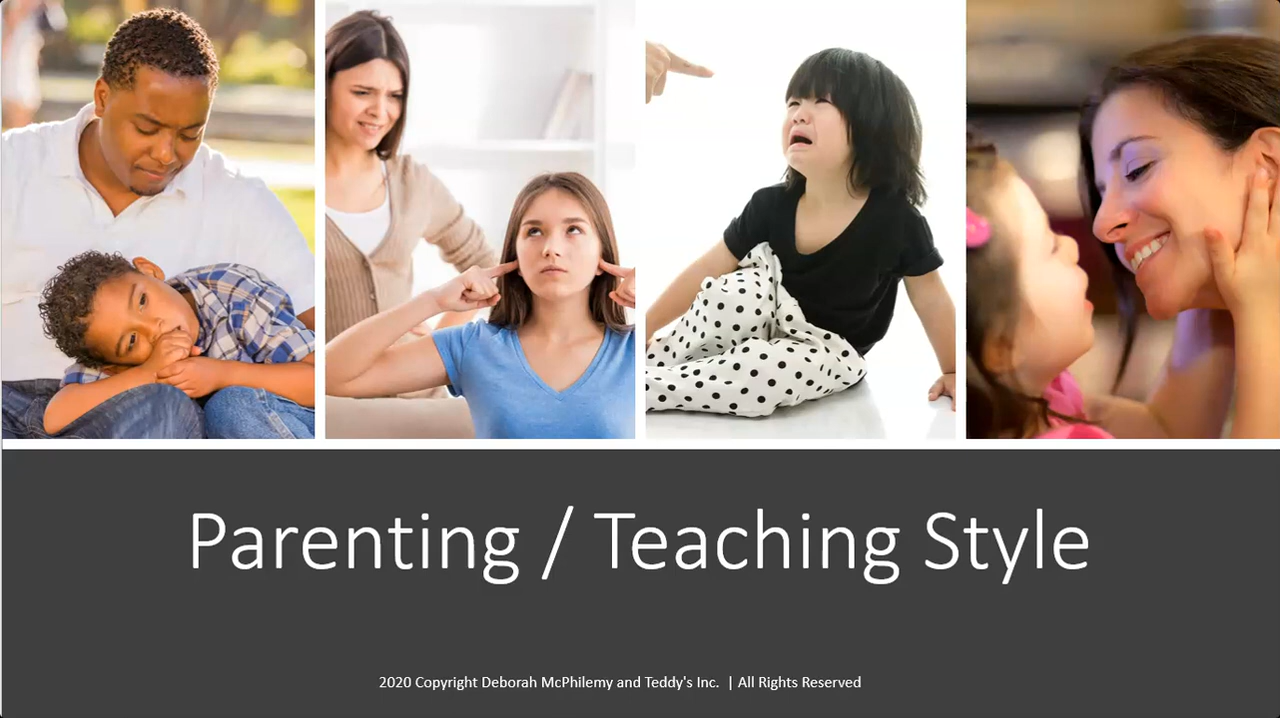 Parenting / Teaching Style
2020 Copyright Deborah McPhilemy and Teddy's Inc. | All Rights Reserved